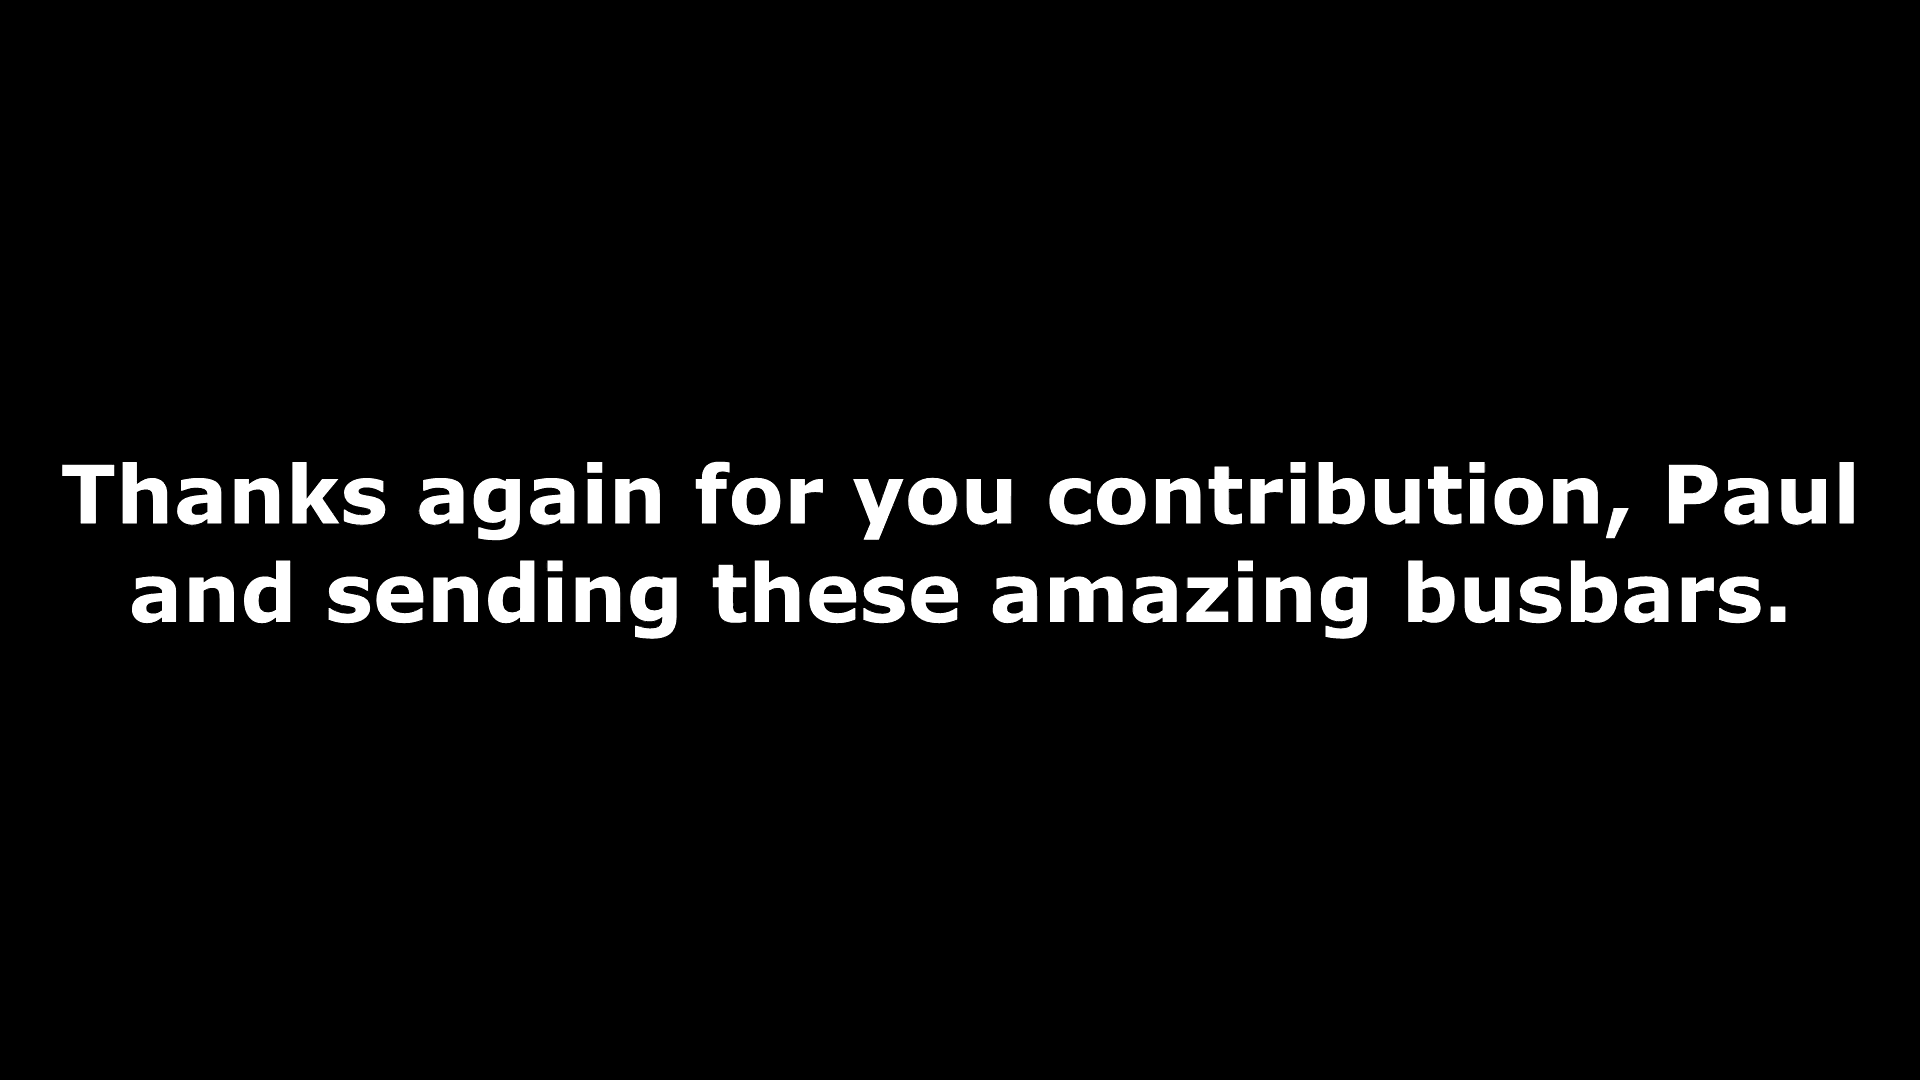 Thanks again for you contribution, Paul
and sending these amazing busbars.